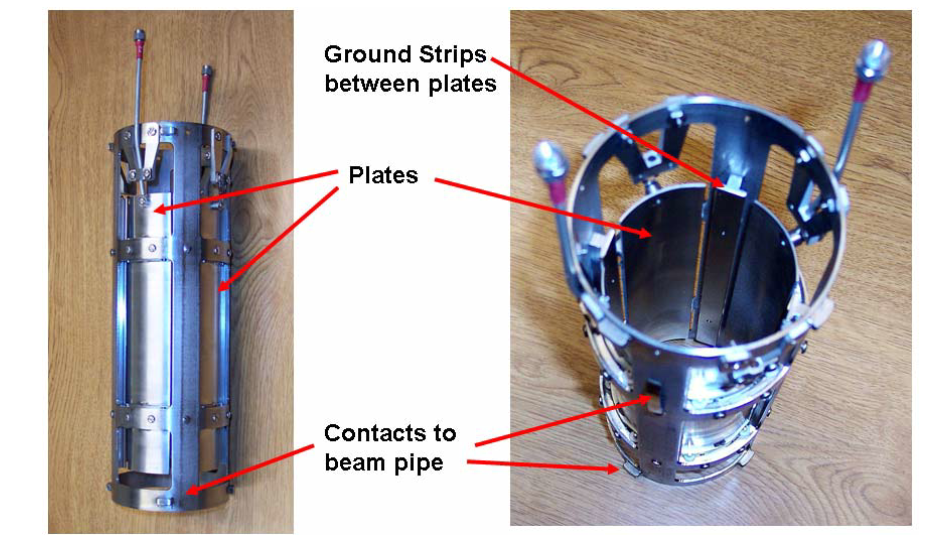 Ground Strips
between plates
Plates
Contacts to
beam pipe